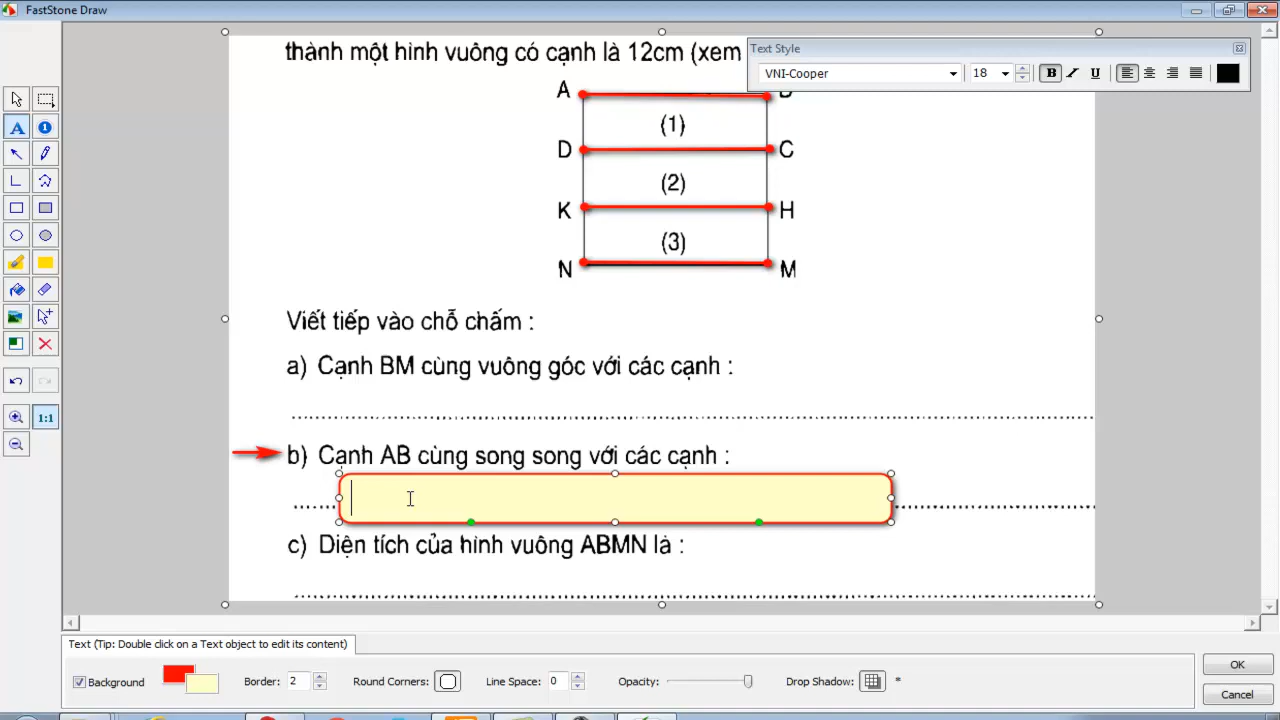 FastStone Draw
thành một hình vuông có cạnh là 12cm (xem
Text Style
VNI-Cooper
18
B
U
A
(1)
D
C
(2)
K
H
(3)
N
M
Viết tiếp vào chỗ chấm :
a) Cạnh BM cùng vuông góc với các cạnh :
b) Cạnh AB cùng song song với các cạnh :
c) Diện tích của hình vuông ABMN là :
A
1
1:1
Text (Tip: Double click on a Text object to edit its content)
Background
Border: 2
Round Corners:
Line Space: 0
Opacity:
Drop Shadow:
*
OK
Cancel